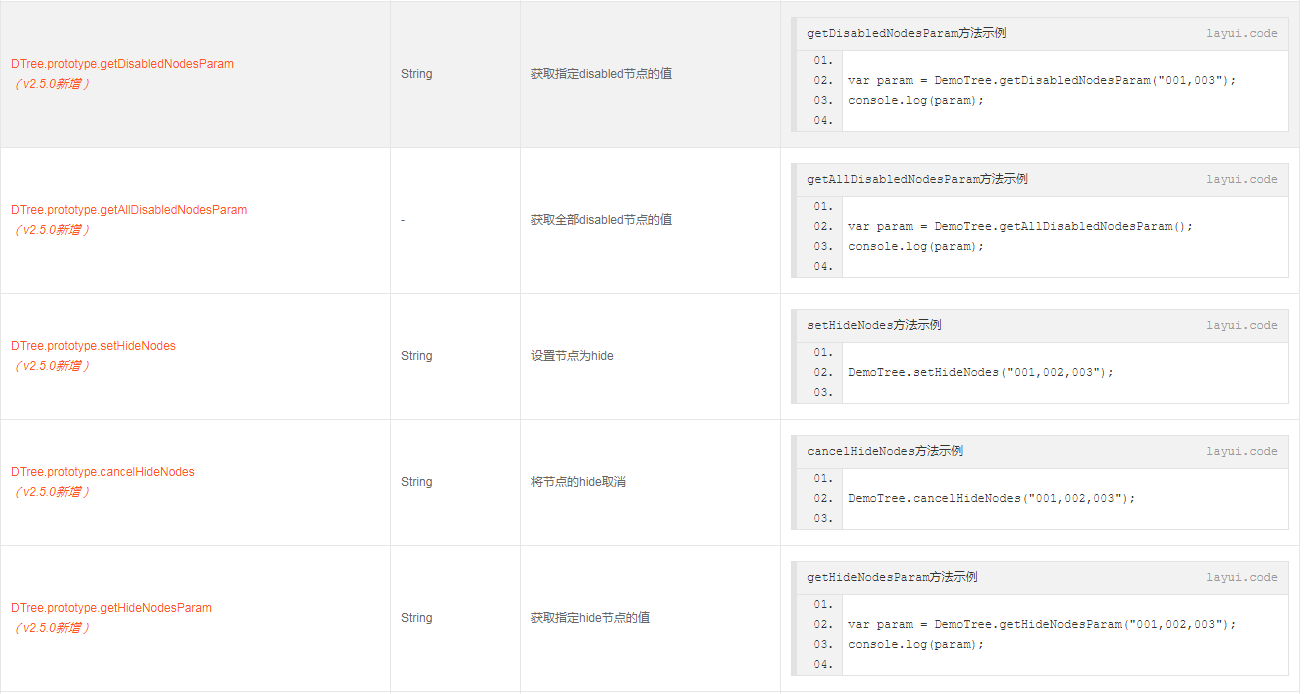 DTree.prototype.getDisabledNodesParam
（v2.5.0新增）
String
获取指定disabled节点的值
getDisabledNodesParam方法示例
layui.code
01.
02. var param = DemoTree.getDisabledNodesParam("001,003");
03. console.log(param);
04.
DTree.prototype.getAllDisabledNodesParam
（v2.5.0新增）
-
获取全部disabled节点的值
getAllDisabledNodesParam方法示例
layui.code
01.
02. var param = DemoTree.getAllDisabledNodesParam();
03. console.log(param);
04.
DTree.prototype.setHideNodes
（v2.5.0新增）
String
设置节点为hide
setHideNodes方法示例
layui.code
01.
02. DemoTree.setHideNodes("001,002,003");
03.
DTree.prototype.cancelHideNodes
（v2.5.0新增）
String
将节点的hide取消
cancelHideNodes方法示例
layui.code
01.
02. DemoTree.cancelHideNodes("001,002,003");
03.
DTree.prototype.getHideNodesParam
（v2.5.0新增）
String
获取指定hide节点的值
getHideNodesParam方法示例
layui.code
01.
02. var param = DemoTree.getHideNodesParam("001,002,003");
03. console.log(param);
04.